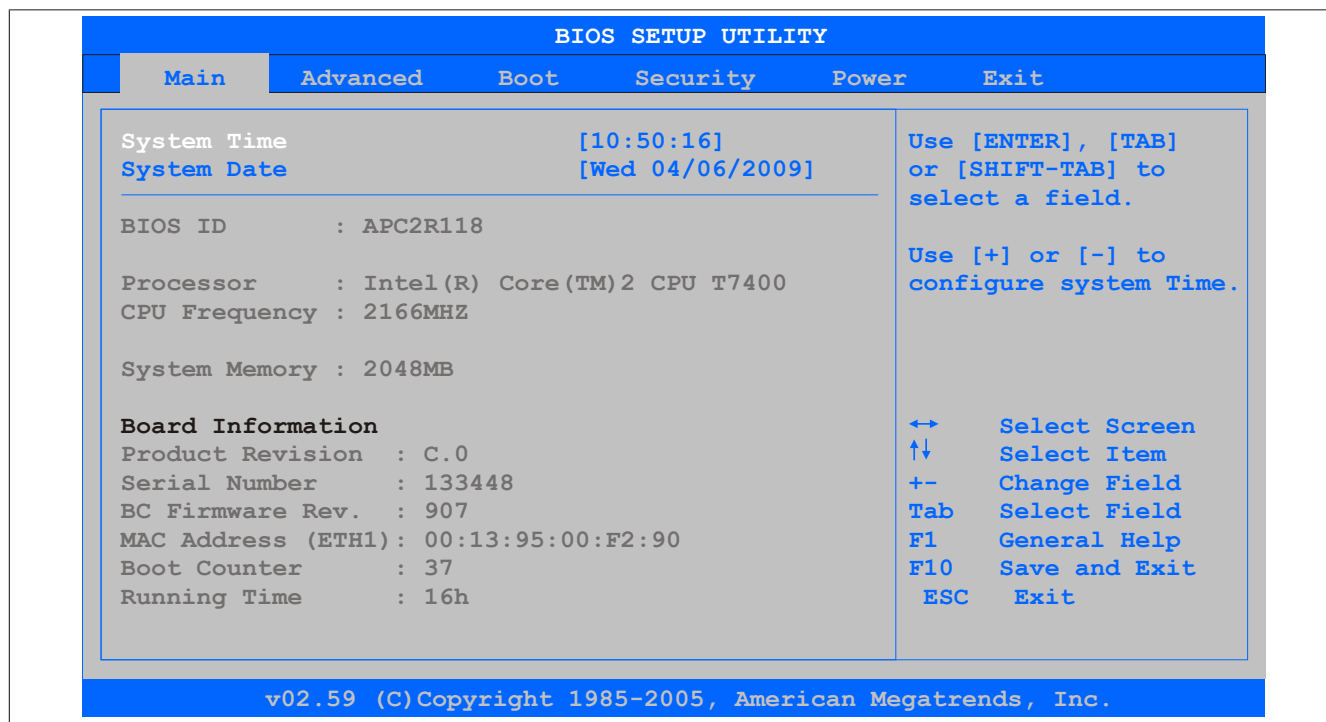 BIOS SETUP UTILITY
Main Advanced Boot Security Power Exit
System Time [10:50:16]
System Date [Wed 04/06/2009]
BIOS ID : APC2R118
Processor : Intel(R) Core(TM)2 CPU T7400
CPU Frequency : 2166MHZ
System Memory : 2048MB
Board Information
Product Revision : C.0
Serial Number : 133448
BC Firmware Rev. : 907
MAC Address (ETH1): 00:13:95:00:F2:90
Boot Counter : 37
Running Time : 16h
Use [ENTER], [TAB]
or [SHIFT-TAB] to
select a field.
Use [+] or [-] to
configure system Time.
↔ Select Screen
↑↓ Select Item
+- Change Field
Tab Select Field
F1 General Help
F10 Save and Exit
ESC Exit
v02.59 (C)Copyright 1985-2005, American Megatrends, Inc.